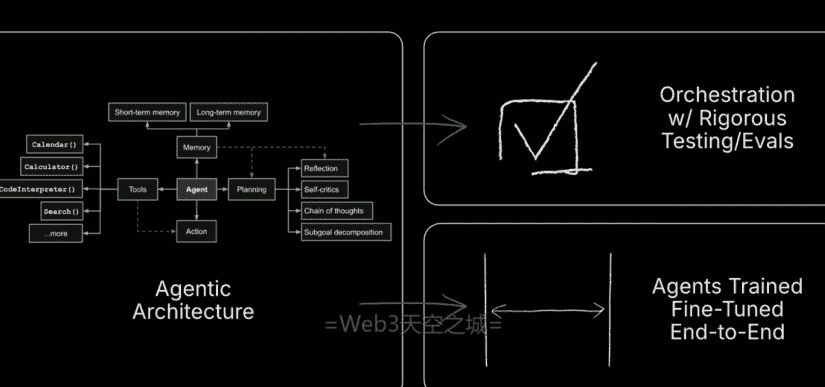 Short-term memory
Long-term memory
Calendar()
Calculator()
CodeInterpreter()
Search()
...more
Memory
Tools
Agent
Planning
Action
Reflection
Self-critics
Chain of thoughts
Subgoal decomposition
Agentic
Architecture
Orchestration
w/ Rigorous
Testing/Evals
Agents Trained
Fine-Tuned
End-to-End
=Web3天空之城=